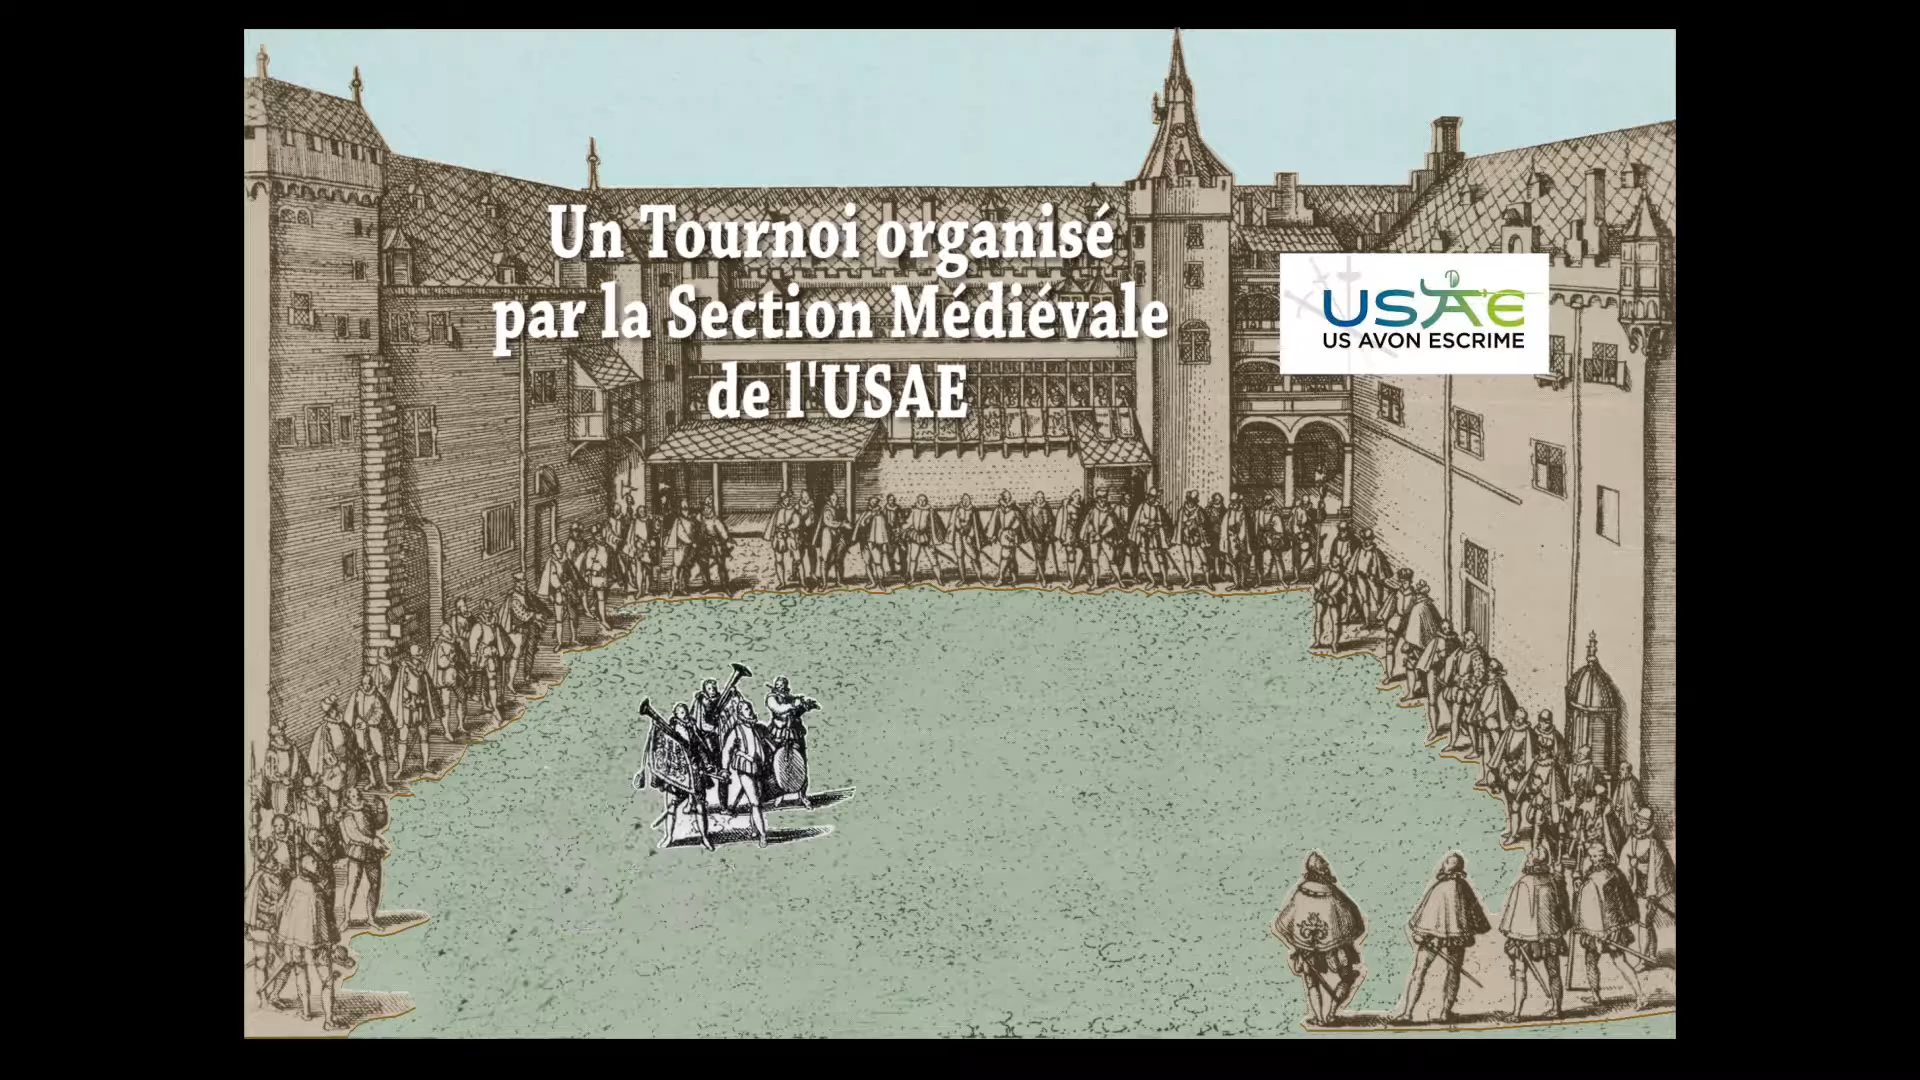 Un Tournoi organisé
par la Section Médiévale
de l'USAE
USAE
US AVON ESCRIME